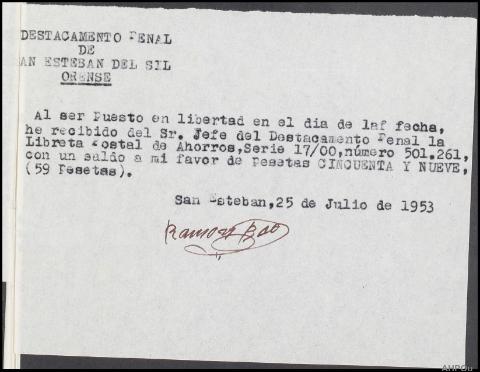 DESTACAMENTO PENAL
DE
AN ESTEBAN DEL SIL
ORENSE
Al ser Puesto en libertad en el dia de laf fecha,
he recibido del Sr. Jefe del Destacamento Penal la
Libreta Postal de Ahorros,Serie 17/00,número 501.261,
con un saldo a mi favor de Pesetas CINCUENTA Y NUEVE,
(59 Pesetas).
San Esteban,25 de Julio de 1953
Ramon